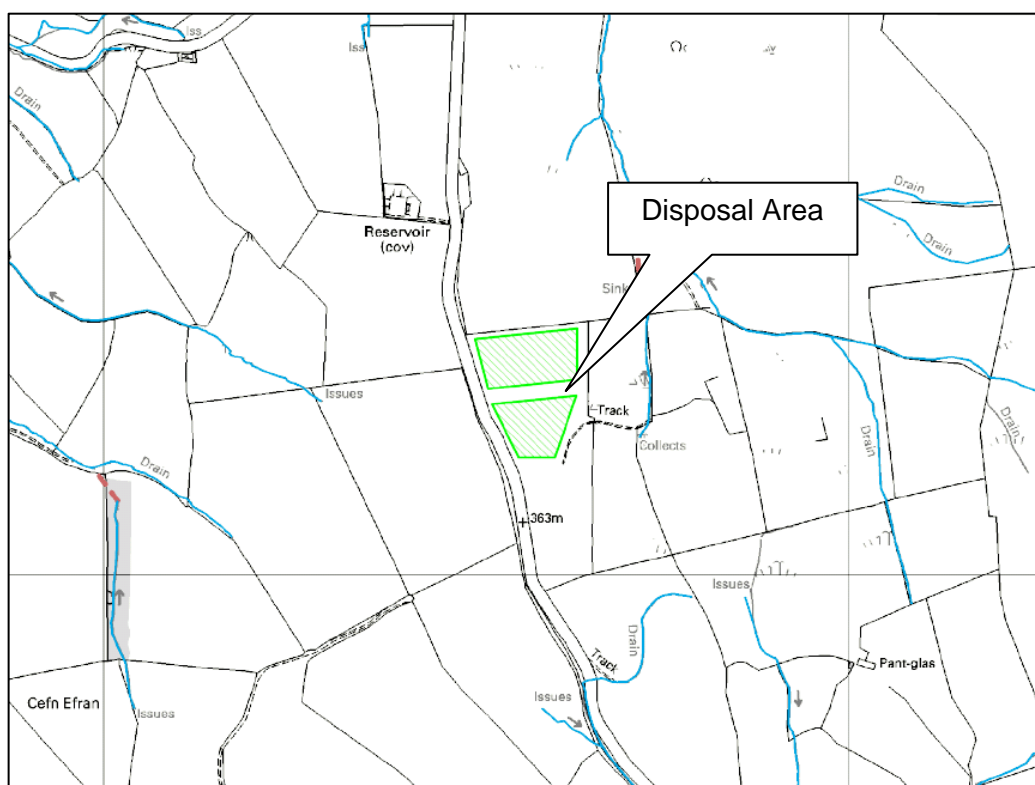 Iss
Iss
Drain
Drain
Disposal Area
Reservoir
(cov)
Drain
Sink
Issues
Track
Collects
Drain
Drain
Drain
363m
Issues
Drain
Track
Pant-glas
Issues
Cefn Efran
Issues